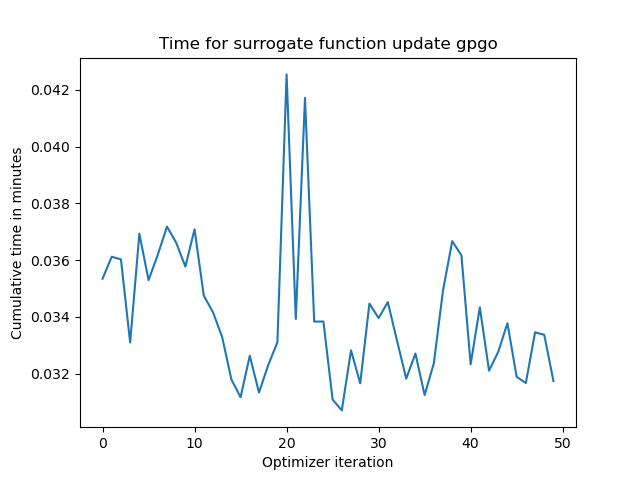 Time for surrogate function update gpgo
Cumulative time in minutes
0.042
0.040
0.038
0.036
0.034
0.032
0 10 20 30 40 50
Optimizer iteration